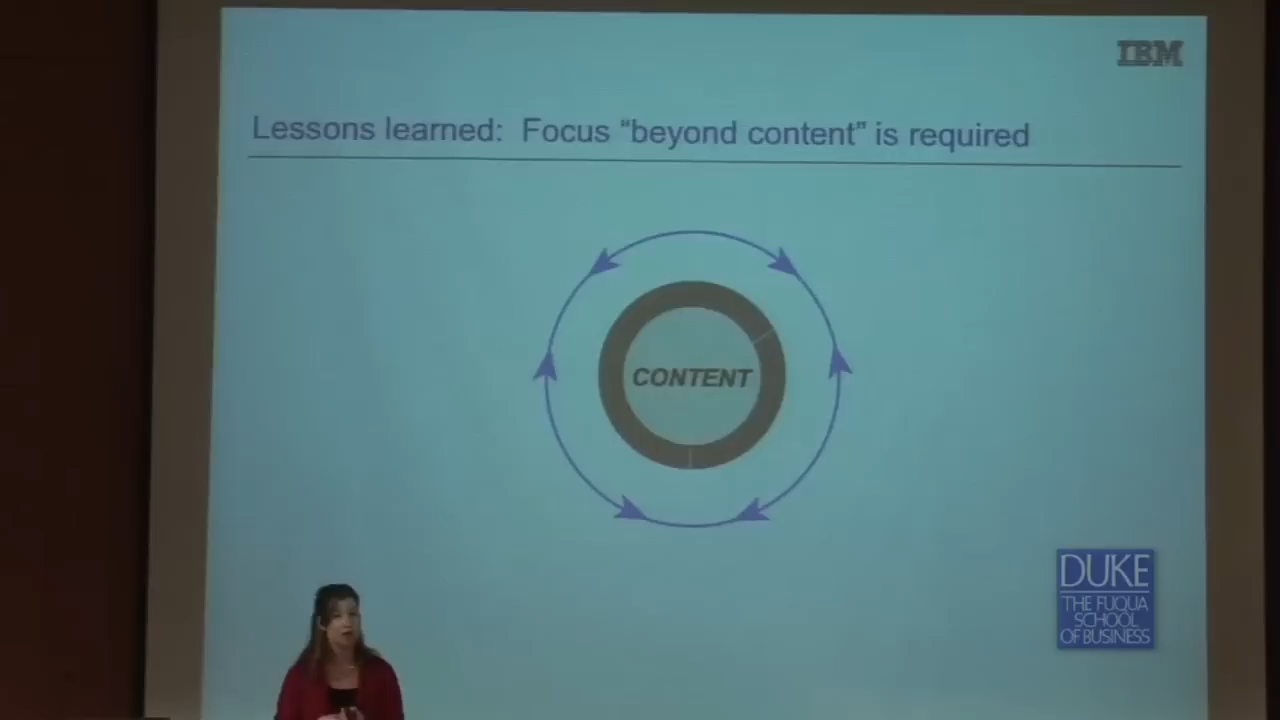 IBM
Lessons learned: Focus “beyond content” is required
CONTENT
DUKE
THE FUQUA
SCHOOL
OF BUSINESS